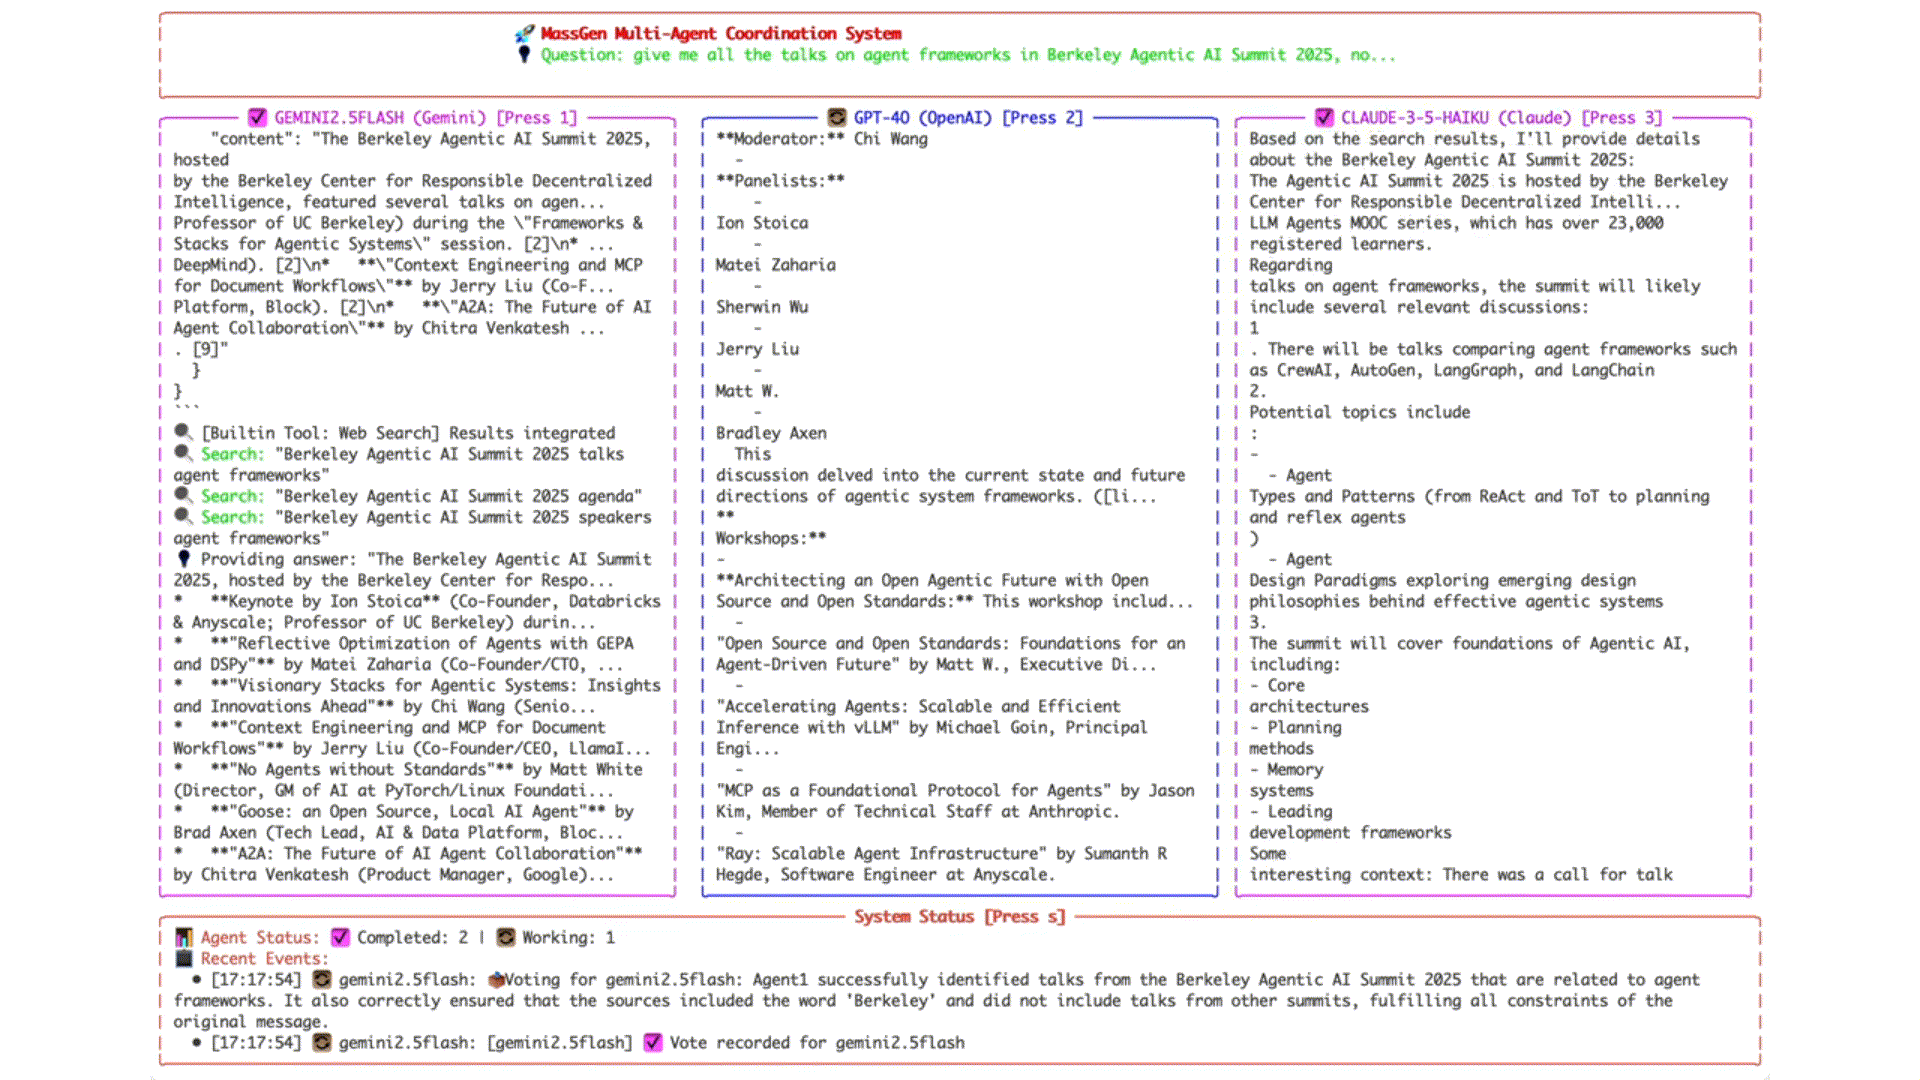 MassGen Multi-Agent Coordination System
Question: give me all the talks on agent frameworks in Berkeley Agentic AI Summit 2025, no...
GEMINI2.5FLASH (Gemini) [Press 1]
"content": "The Berkeley Agentic AI Summit 2025,
hosted
by the Berkeley Center for Responsible Decentralized
Intelligence, featured several talks on agen...
Professor of UC Berkeley) during the \"Frameworks &
Stacks for Agentic Systems\" session. [2]\n* ...
DeepMind). [2]\n*   **\"Context Engineering and MCP
for Document Workflows\"** by Jerry Liu (Co-F...
Platform, Block). [2]\n*   **\"A2A: The Future of AI
Agent Collaboration\"** by Chitra Venkatesh ...
. [9]"
}
}
```
[Builtin Tool: Web Search] Results integrated
Search: "Berkeley Agentic AI Summit 2025 talks
agent frameworks"
Search: "Berkeley Agentic AI Summit 2025 agenda"
Search: "Berkeley Agentic AI Summit 2025 speakers
agent frameworks"
Providing answer: "The Berkeley Agentic AI Summit
2025, hosted by the Berkeley Center for Respo...
*   **Keynote by Ion Stoica** (Co-Founder, Databricks
& Anyscale; Professor of UC Berkeley) durin...
*   **"Reflective Optimization of Agents with GEPA
and DSPy"** by Matei Zaharia (Co-Founder/CTO, ...
*   **"Visionary Stacks for Agentic Systems: Insights
and Innovations Ahead"** by Chi Wang (Senio...
*   **"Context Engineering and MCP for Document
Workflows"** by Jerry Liu (Co-Founder/CEO, LlamaI...
*   **"No Agents without Standards"** by Matt White
(Director, GM of AI at PyTorch/Linux Foundati...
*   **"Goose: an Open Source, Local AI Agent"** by
Brad Axen (Tech Lead, AI & Data Platform, Bloc...
*   **"A2A: The Future of AI Agent Collaboration"**
by Chitra Venkatesh (Product Manager, Google)...
GPT-4O (OpenAI) [Press 2]
**Moderator:** Chi Wang
-
**Panelists:**
-
Ion Stoica
-
Matei Zaharia
-
Sherwin Wu
-
Jerry Liu
-
Matt W.
-
Bradley Axen
This
discussion delved into the current state and future
directions of agentic system frameworks. ([li...
**
Workshops:**
-
**Architecting an Open Agentic Future with Open
Source and Open Standards:** This workshop includ...
-
"Open Source and Open Standards: Foundations for an
Agent-Driven Future" by Matt W., Executive Di...
-
"Accelerating Agents: Scalable and Efficient
Inference with vLLM" by Michael Goin, Principal
Engi...
-
"MCP as a Foundational Protocol for Agents" by Jason
Kim, Member of Technical Staff at Anthropic.
-
"Ray: Scalable Agent Infrastructure" by Sumanth R
Hegde, Software Engineer at Anyscale.
CLAUDE-3-5-HAIKU (Claude) [Press 3]
Based on the search results, I'll provide details
about the Berkeley Agentic AI Summit 2025:
The Agentic AI Summit 2025 is hosted by the Berkeley
Center for Responsible Decentralized Intelli...
LLM Agents MOOC series, which has over 23,000
registered learners.
Regarding
talks on agent frameworks, the summit will likely
include several relevant discussions:
1
. There will be talks comparing agent frameworks such
as CrewAI, AutoGen, LangGraph, and LangChain
2.
Potential topics include
:
-
- Agent
Types and Patterns (from ReAct and ToT to planning
and reflex agents
)
- Agent
Design Paradigms exploring emerging design
philosophies behind effective agentic systems
3.
The summit will cover foundations of Agentic AI,
including:
- Core
architectures
- Planning
methods
- Memory
systems
- Leading
development frameworks
Some
interesting context: There was a call for talk
System Status [Press s]
Agent Status: Completed: 2 | Working: 1
Recent Events:
• [17:17:54] gemini2.5flash: Voting for gemini2.5flash: Agent1 successfully identified talks from the Berkeley Agentic AI Summit 2025 that are related to agent
frameworks. It also correctly ensured that the sources included the word 'Berkeley' and did not include talks from other summits, fulfilling all constraints of the
original message.
• [17:17:54] gemini2.5flash: [gemini2.5flash] Vote recorded for gemini2.5flash